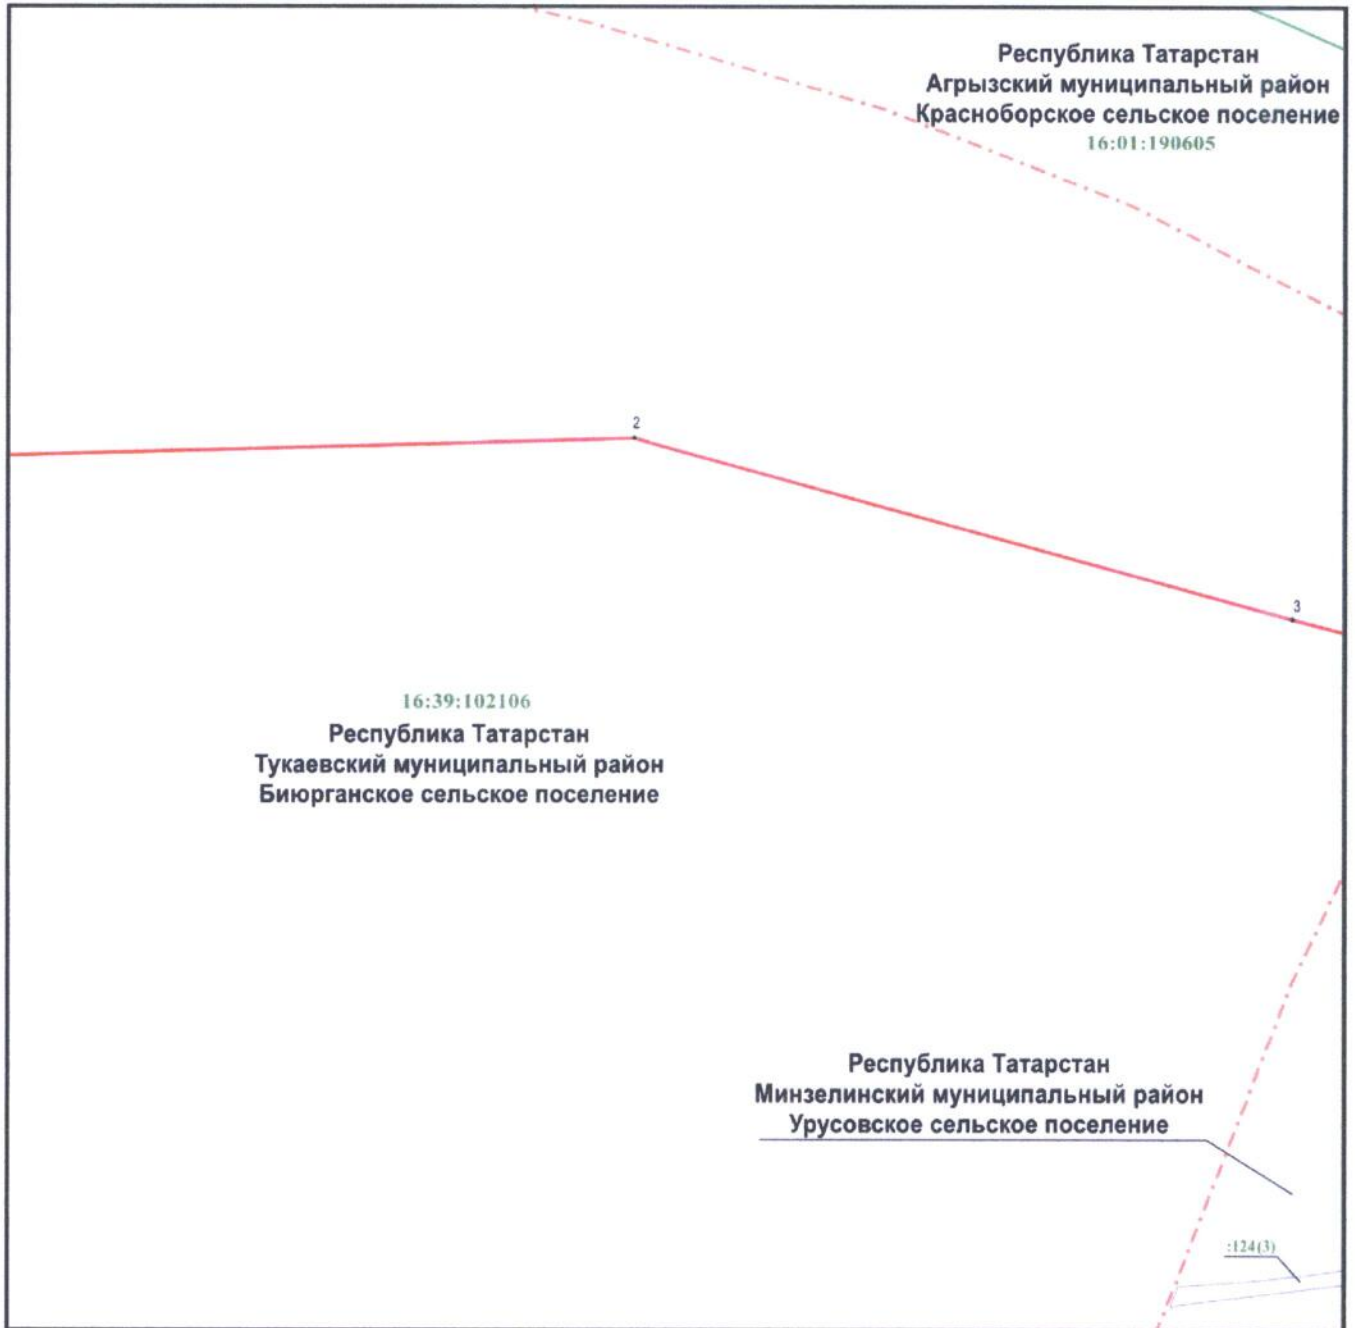 Республика Татарстан
Агрызский муниципальный район
Красноборское сельское поселение
16:01:190605
2
3
16:39:102106
Республика Татарстан
Тукаевский муниципальный район
Биюрганское сельское поселение
Республика Татарстан
Минзелинский муниципальный район
Урусовское сельское поселение
:124(3)